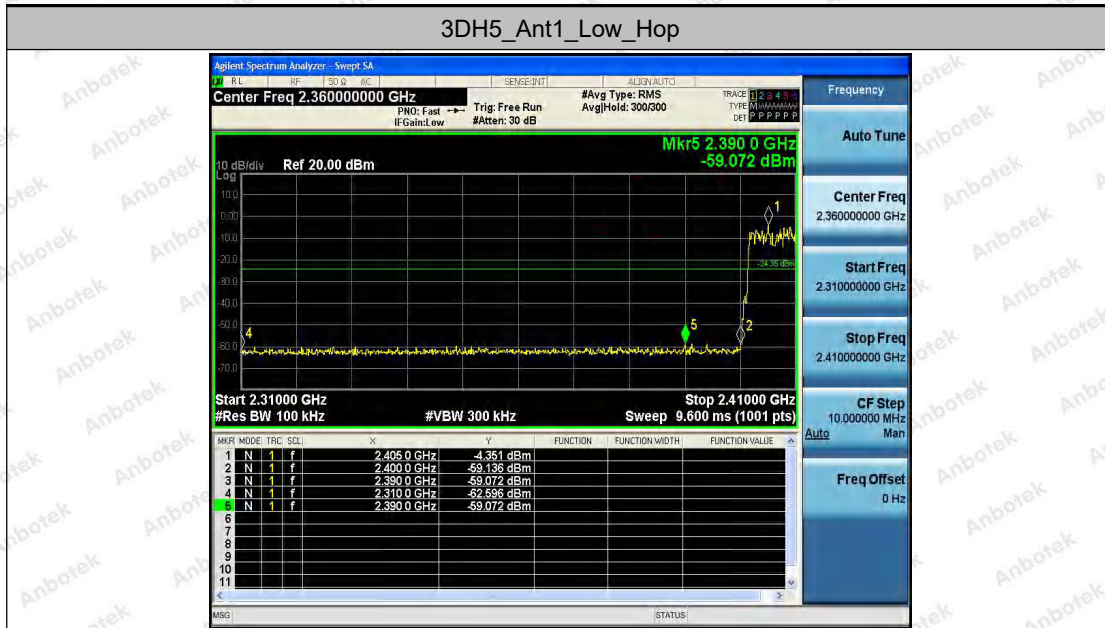 3DH5_Ant1_Low_Hop
Agilent Spectrum Analyzer - Swept SA
RL RF 50 Ω AC SENSE:INT ALIGN AUTO
Center Freq 2.360000000 GHz
PNO: Fast
IFGain:Low
Trig: Free Run
#Atten: 30 dB
#Avg Type: RMS
Avg|Hold: 300/300
TRACE 1 2 3 4 5 6
TYPE M
DET P P P P P P
Frequency
Mkr5 2.390 0 GHz
-59.072 dBm
10 dB/div Ref 20.00 dBm
Log
10.0
0.00
-10.0
-20.0
-30.0
-40.0
-50.0
-60.0
-70.0
-24.35 dBm
1
2
4
5
Start 2.31000 GHz
Stop 2.41000 GHz
#Res BW 100 kHz
#VBW 300 kHz
Sweep 9.600 ms (1001 pts)
MKR MODE TRC SCL X Y FUNCTION FUNCTION WIDTH FUNCTION VALUE
1 N 1 f 2.405 0 GHz -4.351 dBm
2 N 1 f 2.400 0 GHz -59.136 dBm
3 N 1 f 2.390 0 GHz -59.072 dBm
4 N 1 f 2.310 0 GHz -62.596 dBm
5 N 1 f 2.390 0 GHz -59.072 dBm
6
7
8
9
10
11
MSG
STATUS
Auto Tune
Center Freq
2.360000000 GHz
Start Freq
2.310000000 GHz
Stop Freq
2.410000000 GHz
CF Step
10.000000 MHz
Auto Man
Freq Offset
0 Hz
Anbotek